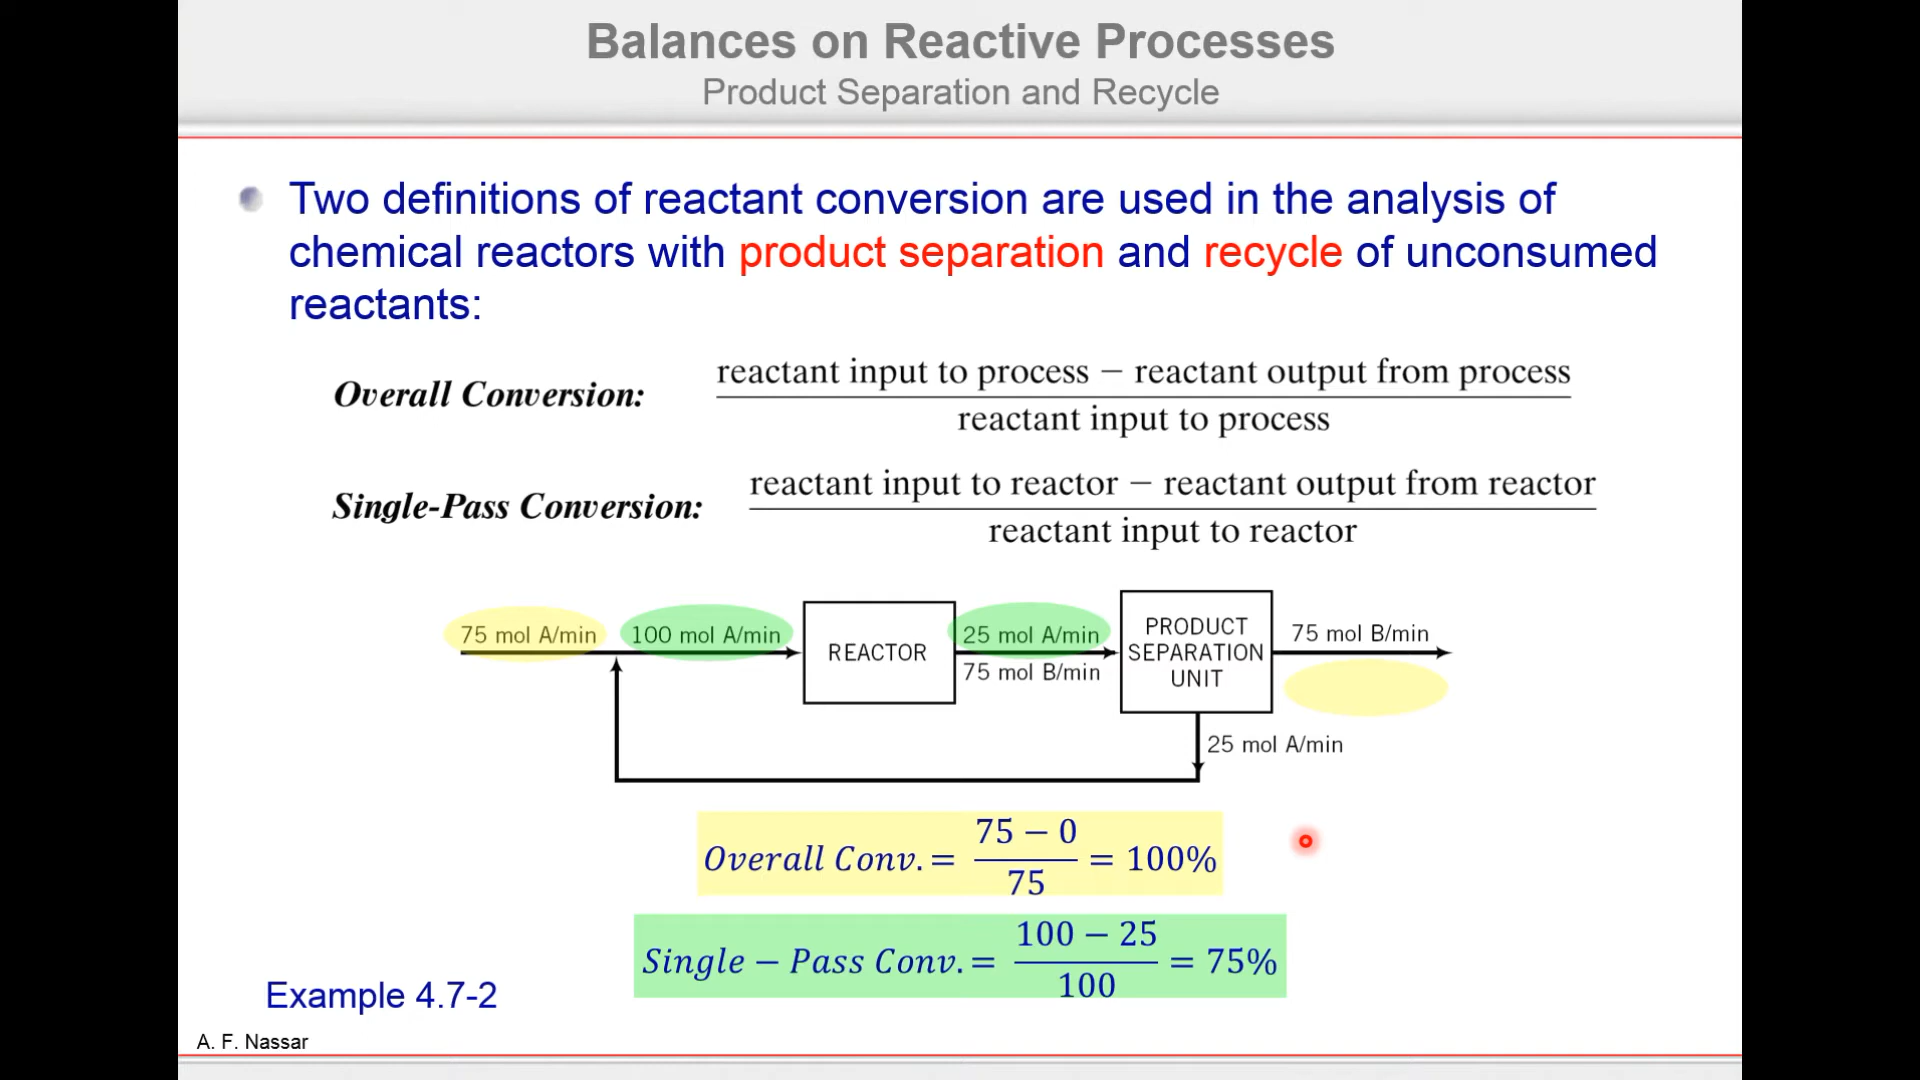 Balances on Reactive Processes
Product Separation and Recycle
Two definitions of reactant conversion are used in the analysis of
chemical reactors with product separation and recycle of unconsumed
reactants:
Overall Conversion: reactant input to process − reactant output from process
reactant input to process
Single-Pass Conversion: reactant input to reactor − reactant output from reactor
reactant input to reactor
75 mol A/min
100 mol A/min
REACTOR
25 mol A/min
75 mol B/min
PRODUCT
SEPARATION
UNIT
75 mol B/min
25 mol A/min
Overall Conv. = 75 − 0 / 75 = 100%
Single − Pass Conv. = 100 − 25 / 100 = 75%
Example 4.7-2
A. F. Nassar